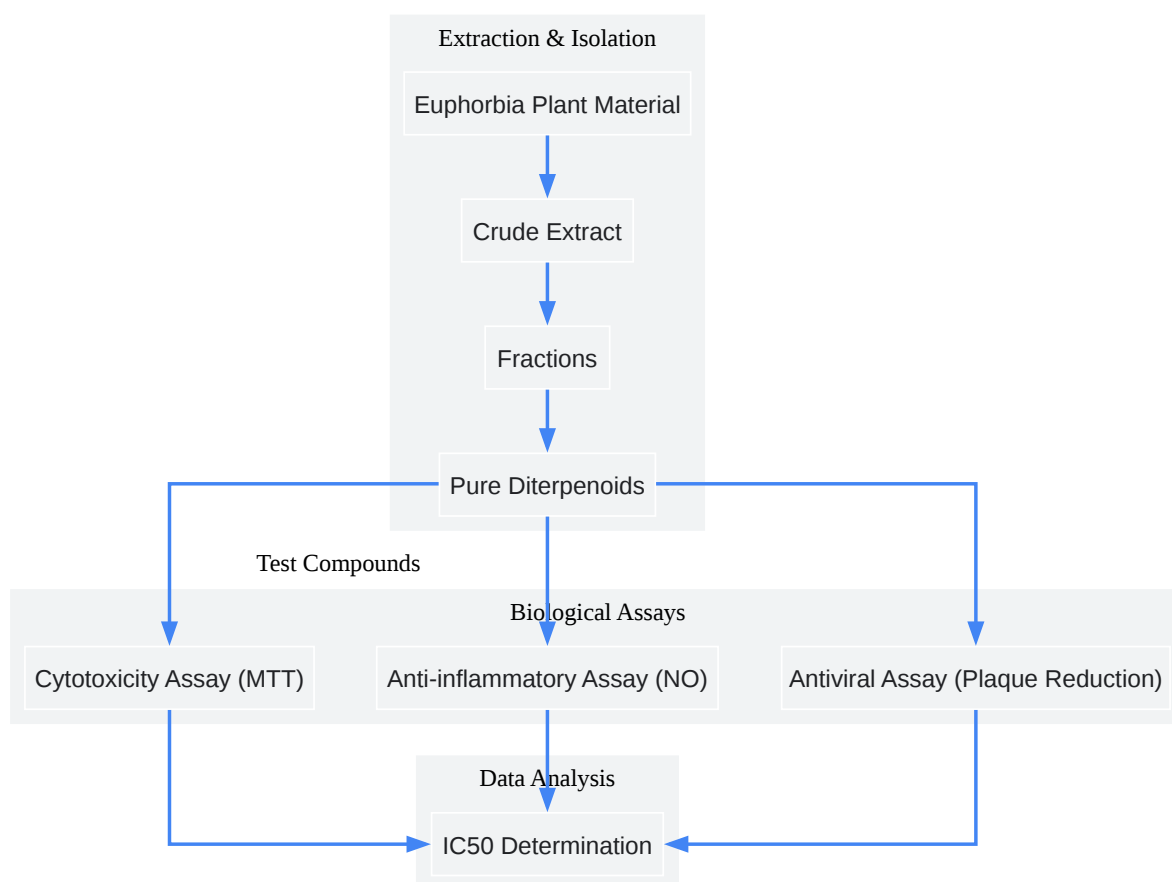 Extraction & Isolation
Euphorbia Plant Material
Crude Extract
Fractions
Pure Diterpenoids
Test Compounds
Biological Assays
Cytotoxicity Assay (MTT)
Anti-inflammatory Assay (NO)
Antiviral Assay (Plaque Reduction)
Data Analysis
IC50 Determination